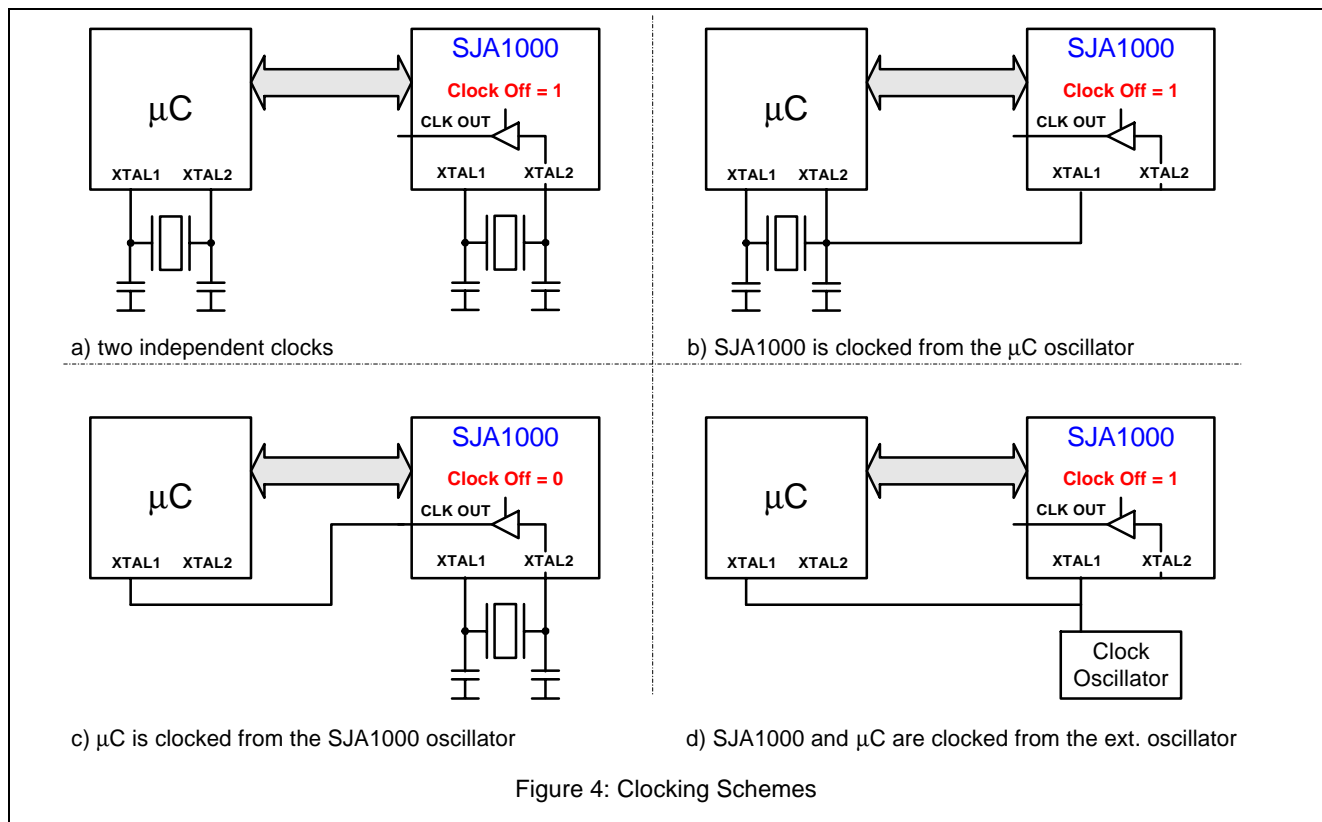 SJA1000
Clock Off = 1
µC
CLK OUT
XTAL1 XTAL2
XTAL1 XTAL2
a) two independent clocks
SJA1000
Clock Off = 1
µC
CLK OUT
XTAL1 XTAL2
XTAL1 XTAL2
b) SJA1000 is clocked from the µC oscillator
SJA1000
Clock Off = 0
µC
CLK OUT
XTAL1 XTAL2
XTAL1 XTAL2
c) µC is clocked from the SJA1000 oscillator
SJA1000
Clock Off = 1
µC
CLK OUT
XTAL1 XTAL2
XTAL1 XTAL2
Clock
Oscillator
d) SJA1000 and µC are clocked from the ext. oscillator
Figure 4: Clocking Schemes